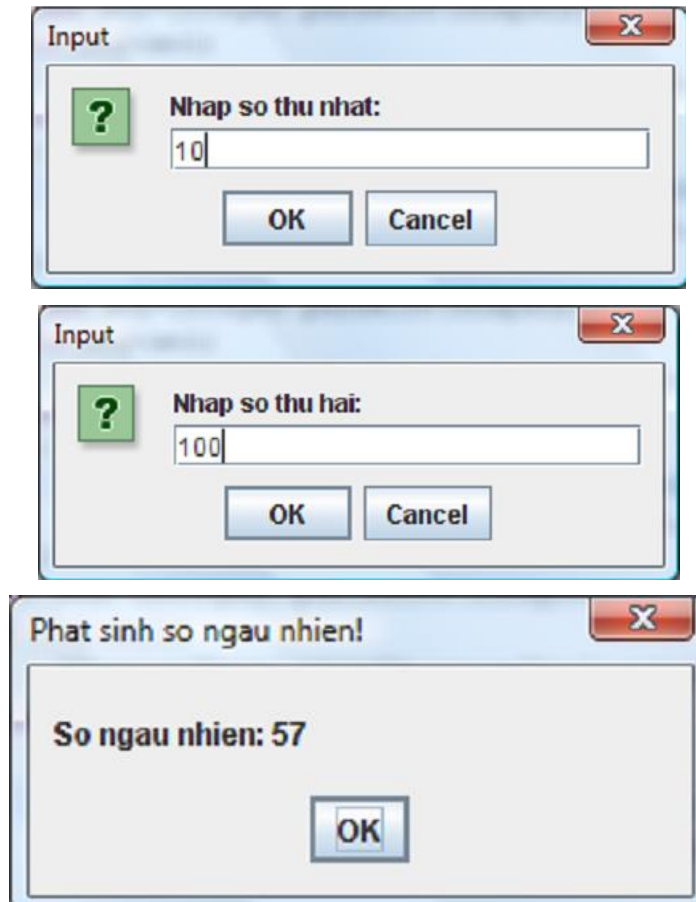 Input
?
Nhap so thu nhat:
10
OK Cancel
Input
?
Nhap so thu hai:
100
OK Cancel
Phat sinh so ngau nhien!
So ngau nhien: 57
OK